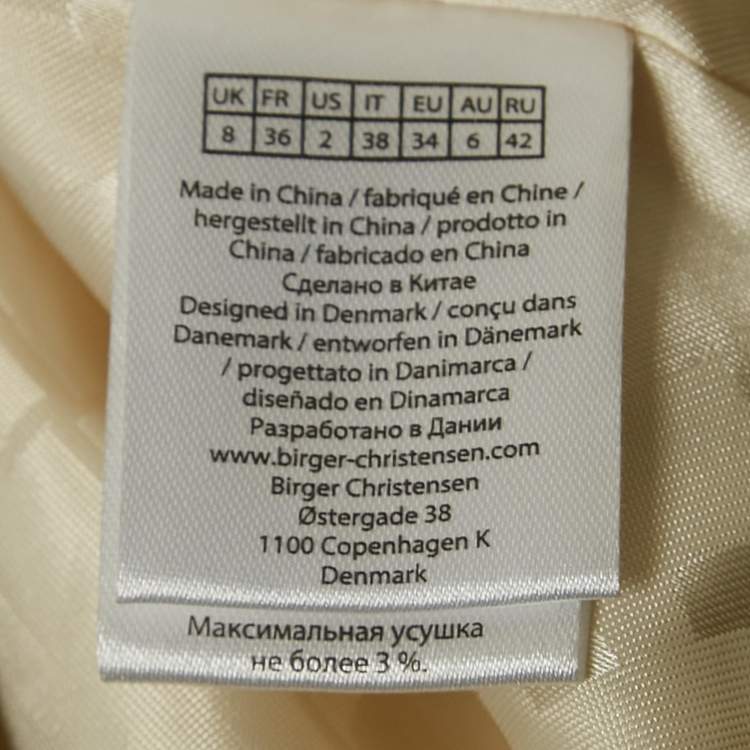 UK FR US IT EU AU RU
8 36 2 38 34 6 42
Made in China / fabriqué en Chine /
hergestellt in China / prodotto in
China / fabricado en China
Сделано в Китае
Designed in Denmark / conçu dans
Danemark / entworfen in Dänemark
/ progettato in Danimarca /
diseñado en Dinamarca
Разработано в Дании
www.birger-christensen.com
Birger Christensen
Østergade 38
1100 Copenhagen K
Denmark
Максимальная усушка
не более 3 %.